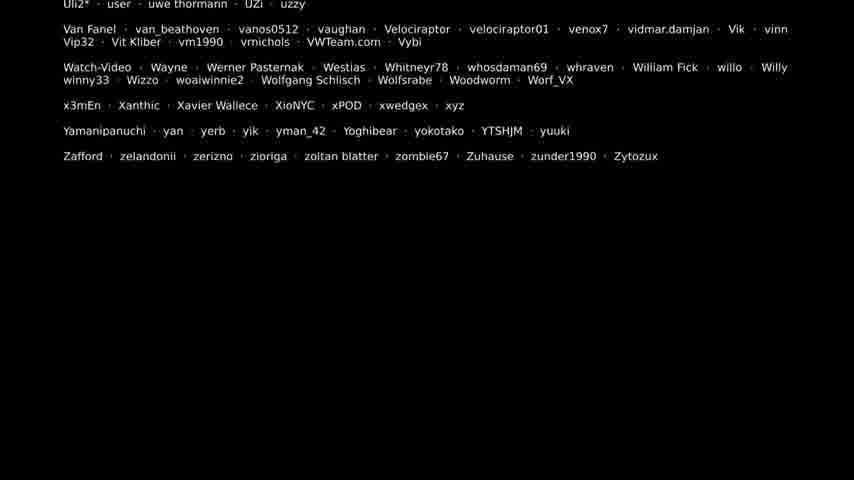 Uli2* · user · uwe thormann · UZi · uzzy
Van Fanel · van_beathoven · vanos0512 · vaughan · Velociraptor · velociraptor01 · venox7 · vidmar.damjan · Vik · vinn
Vip32 · Vit Kliber · vm1990 · vrnichols · VWTeam.com · Vybi
Watch-Video · Wayne · Werner Pasternak · Westias · Whitneyr78 · whosdaman69 · whraven · William Fick · willo · Willy
winny33 · Wizzo · woaiwinnie2 · Wolfgang Schlisch · Wolfsrabe · Woodworm · Worf_VX
x3mEn · Xanthic · Xavier Wallece · XioNYC · xPOD · xwedgex · xyz
Yamanipanuchi · yan · yerb · yik · yman_42 · Yoghibear · yokotako · YTSHJM · yuuki
Zafford · zelandonii · zerizno · zioriga · zoltan blatter · zombie67 · Zuhause · zunder1990 · Zytozux